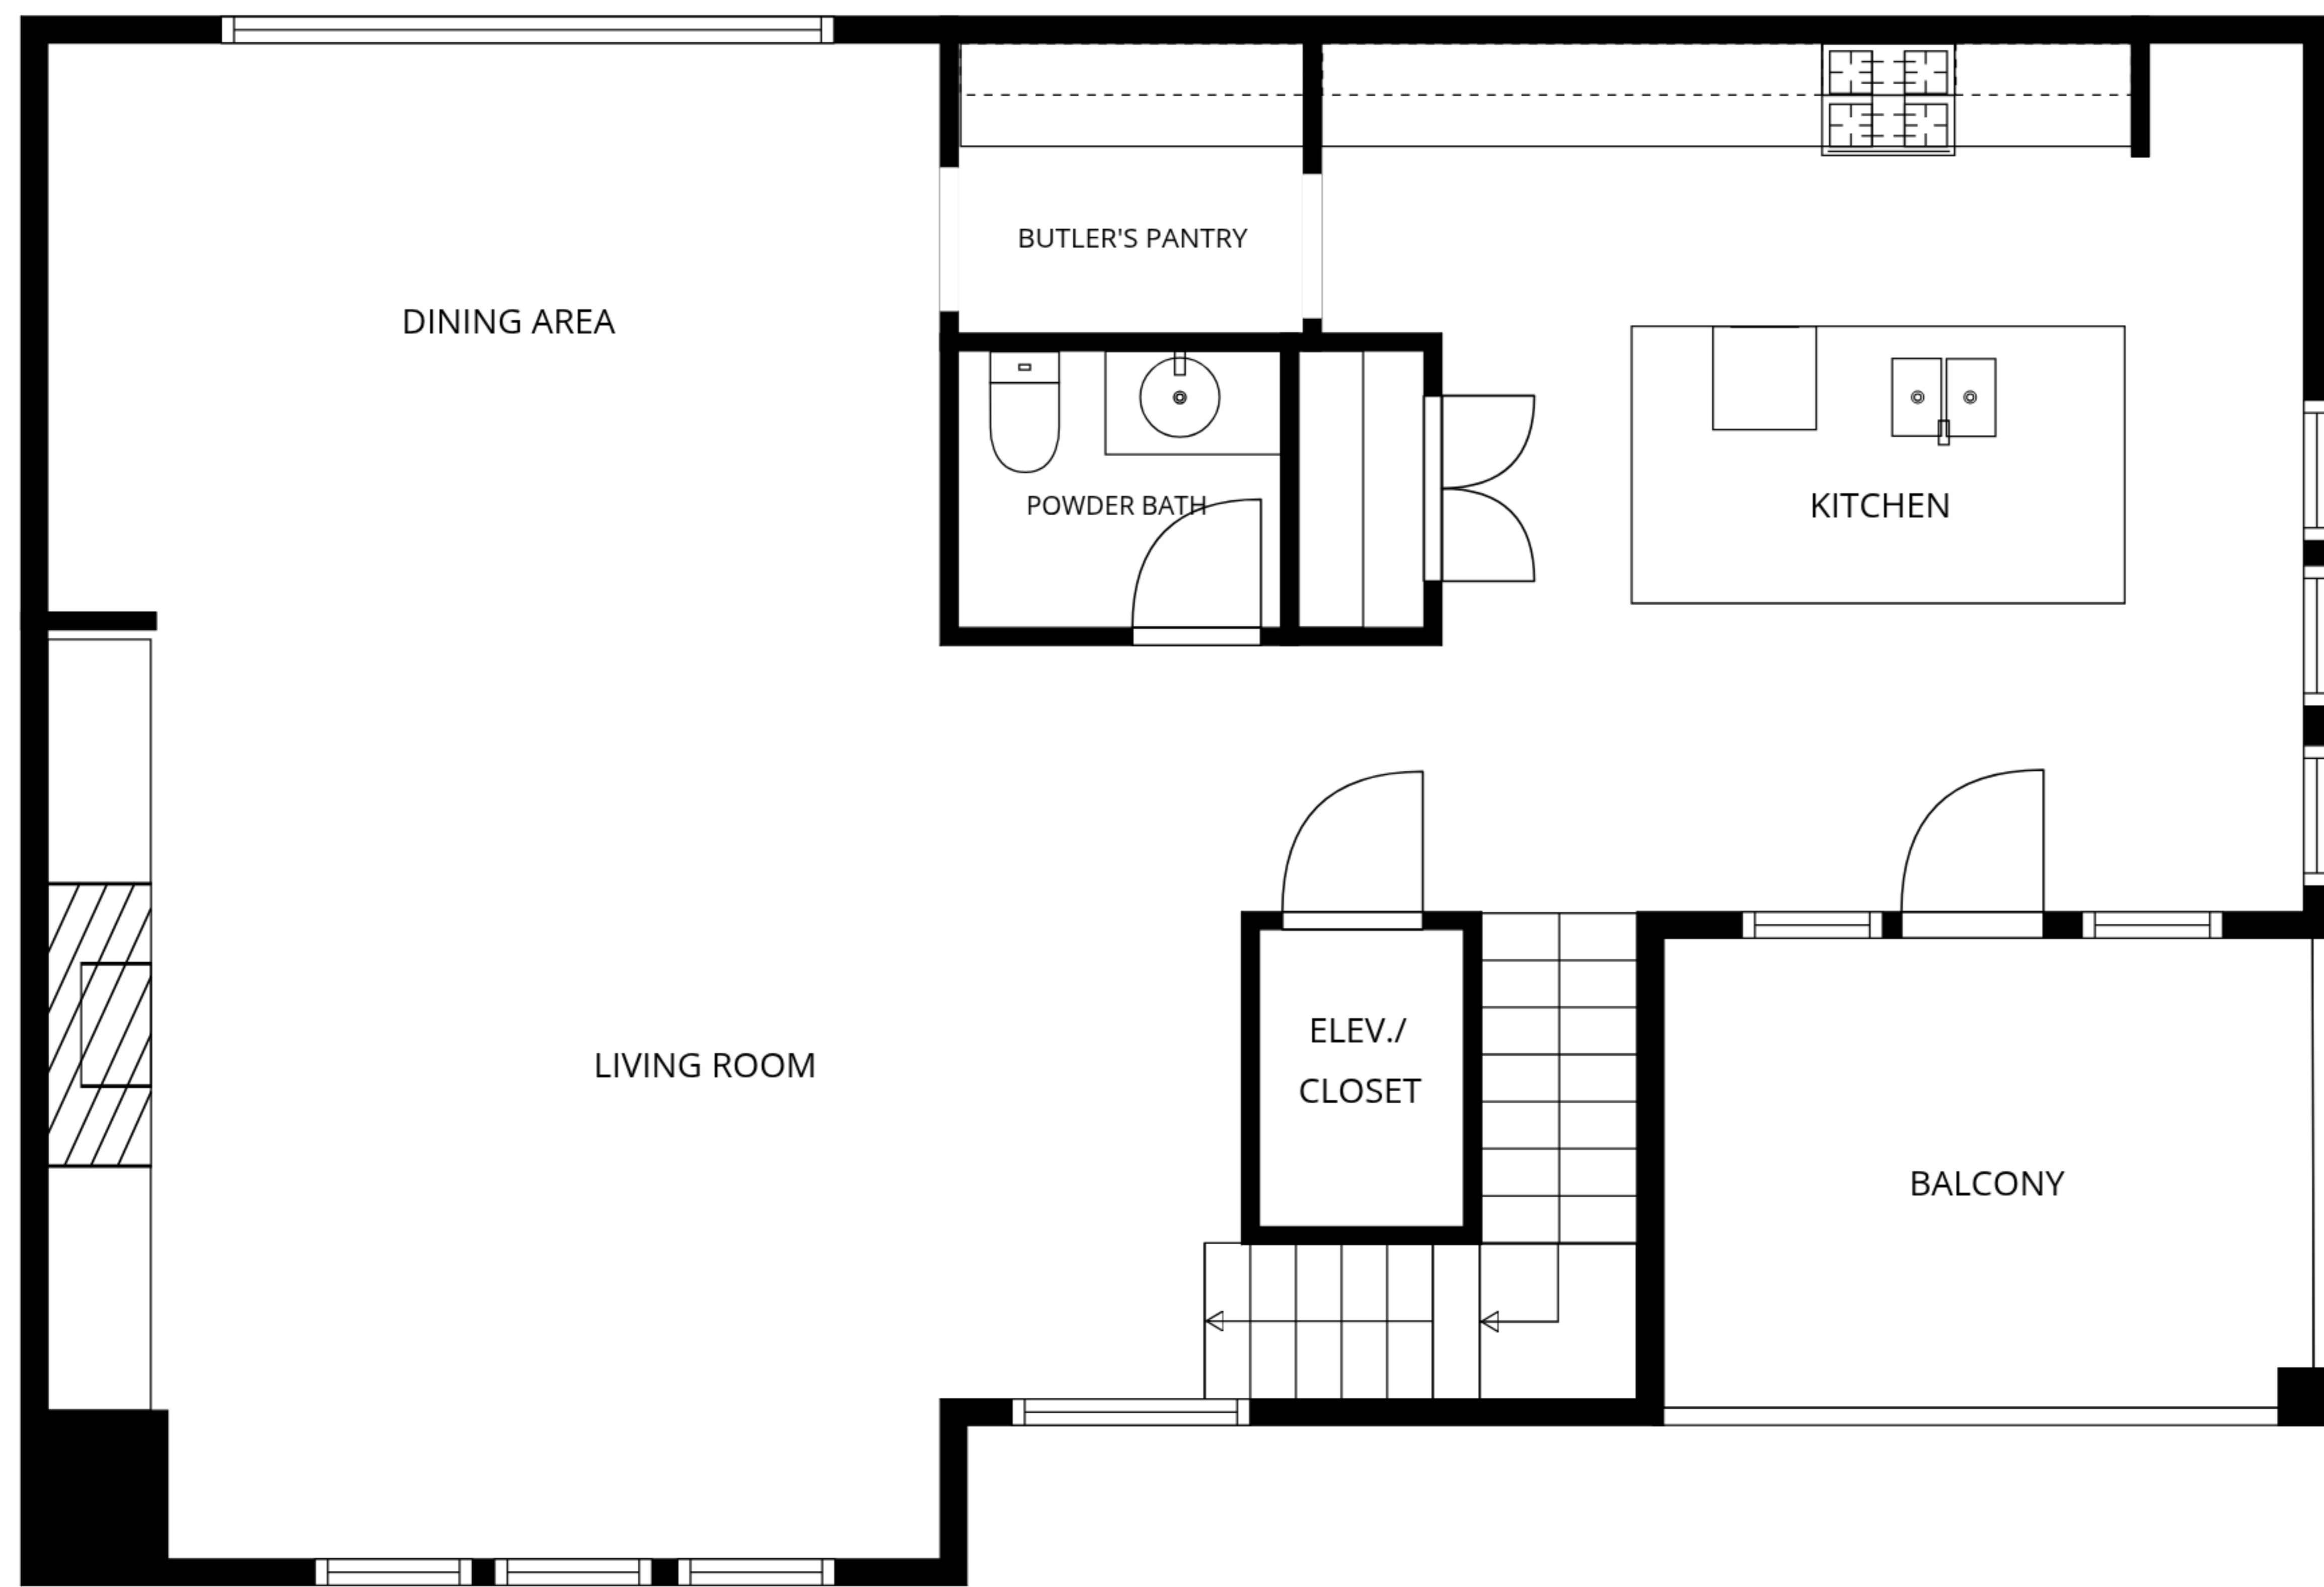 BUTLER'S PANTRY
DINING AREA
POWDER BATH
KITCHEN
ELEV./
CLOSET
LIVING ROOM
BALCONY